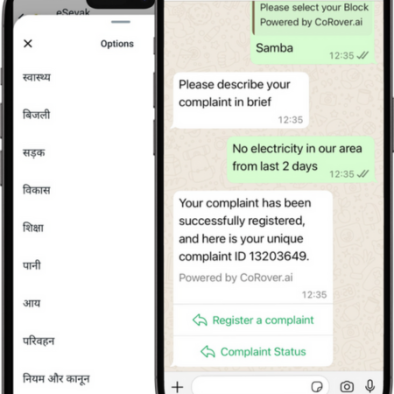 eSevak
Options
स्वास्थ्य
बिजली
सड़क
विकास
शिक्षा
पानी
आय
परिवहन
नियम और कानून
Please select your Block
Powered by CoRover.ai
Samba
12:35
Please describe your
complaint in brief
12:35
No electricity in our area
from last 2 days
12:35
Your complaint has been
successfully registered,
and here is your unique
complaint ID 13203649.
Powered by CoRover.ai
12:35
Register a complaint
Complaint Status